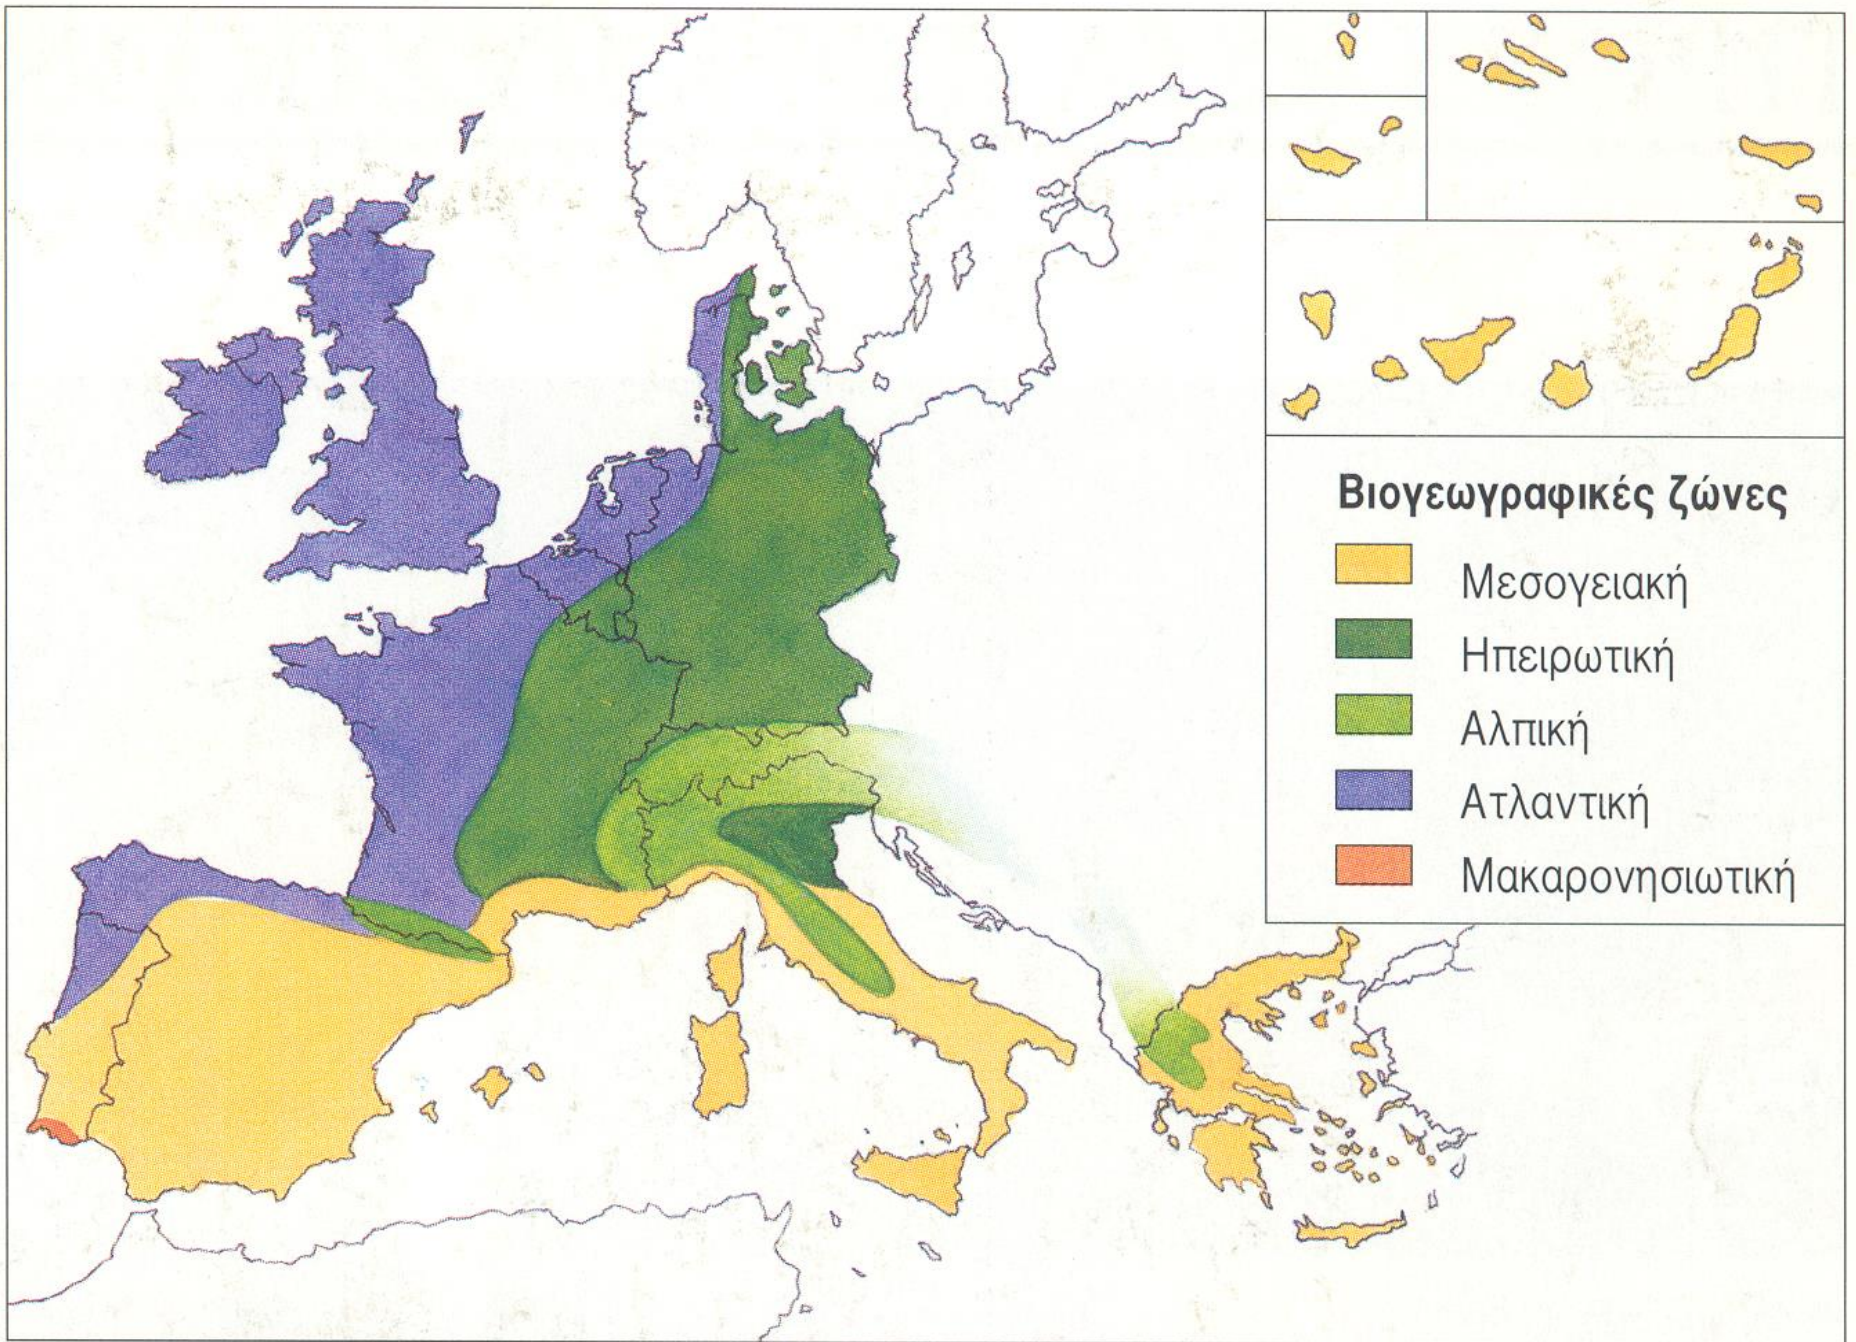 Βιογεωγραφικές ζώνες
Μεσογειακή
Ηπειρωτική
Αλπική
Ατλαντική
Μακαρονησιωτική